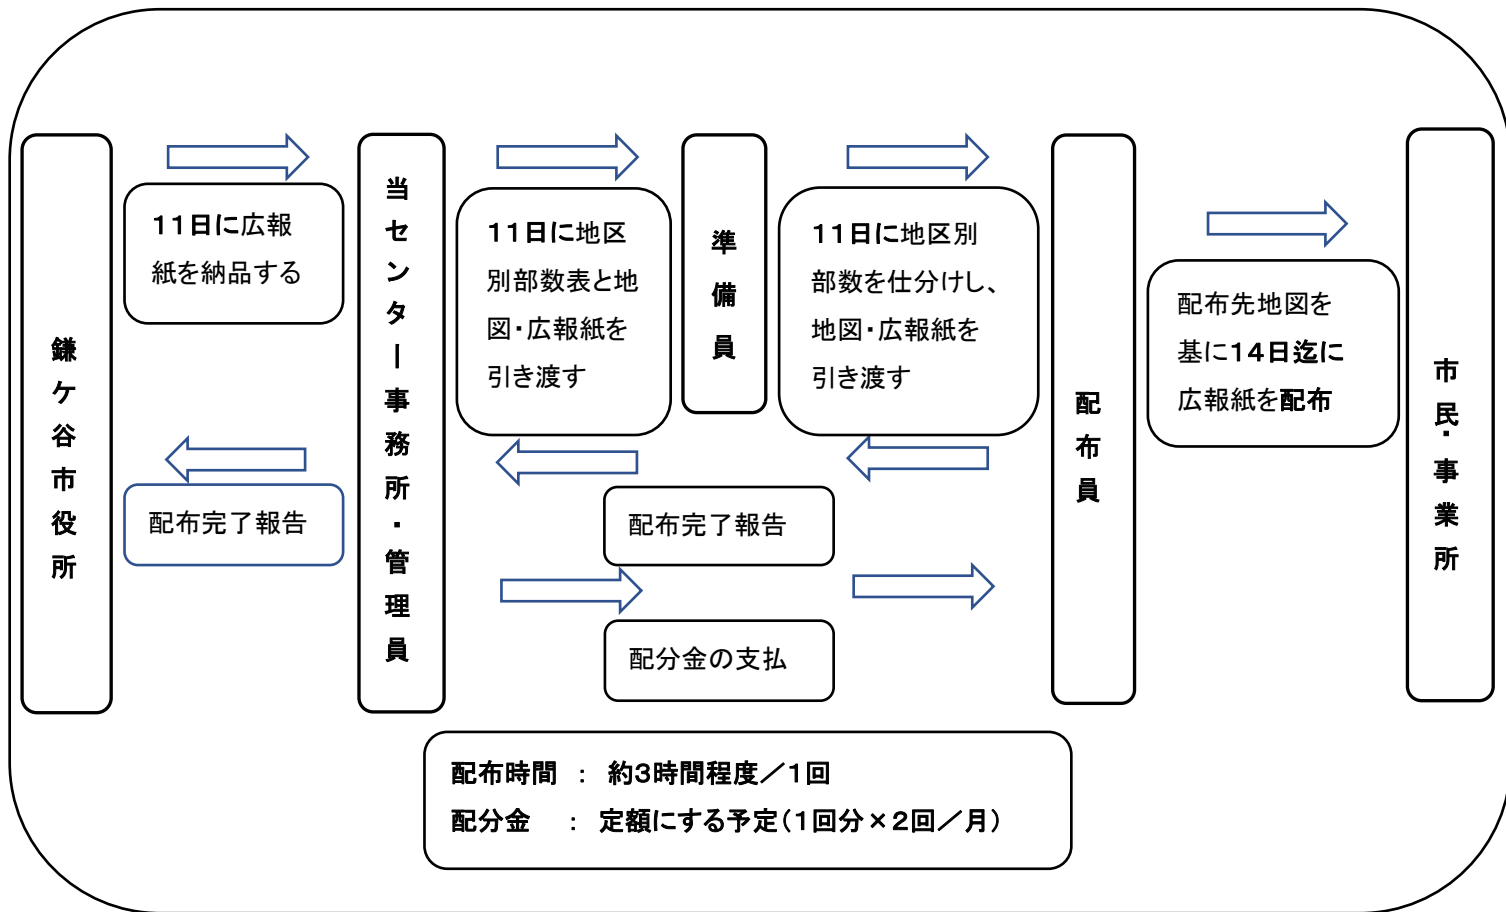 鎌ケ谷市役所
11日に広報
紙を納品する
配布完了報告
当センター事務所・管理員
11日に地区
別部数表と地
図・広報紙を
引き渡す
準備員
11日に地区別
部数を仕分けし、
地図・広報紙を
引き渡す
配布完了報告
配分金の支払
配布員
配布先地図を
基に14日迄に
広報紙を配布
市民・事業所
配布時間 : 約3時間程度/1回
配分金 : 定額にする予定(1回分×2回/月)